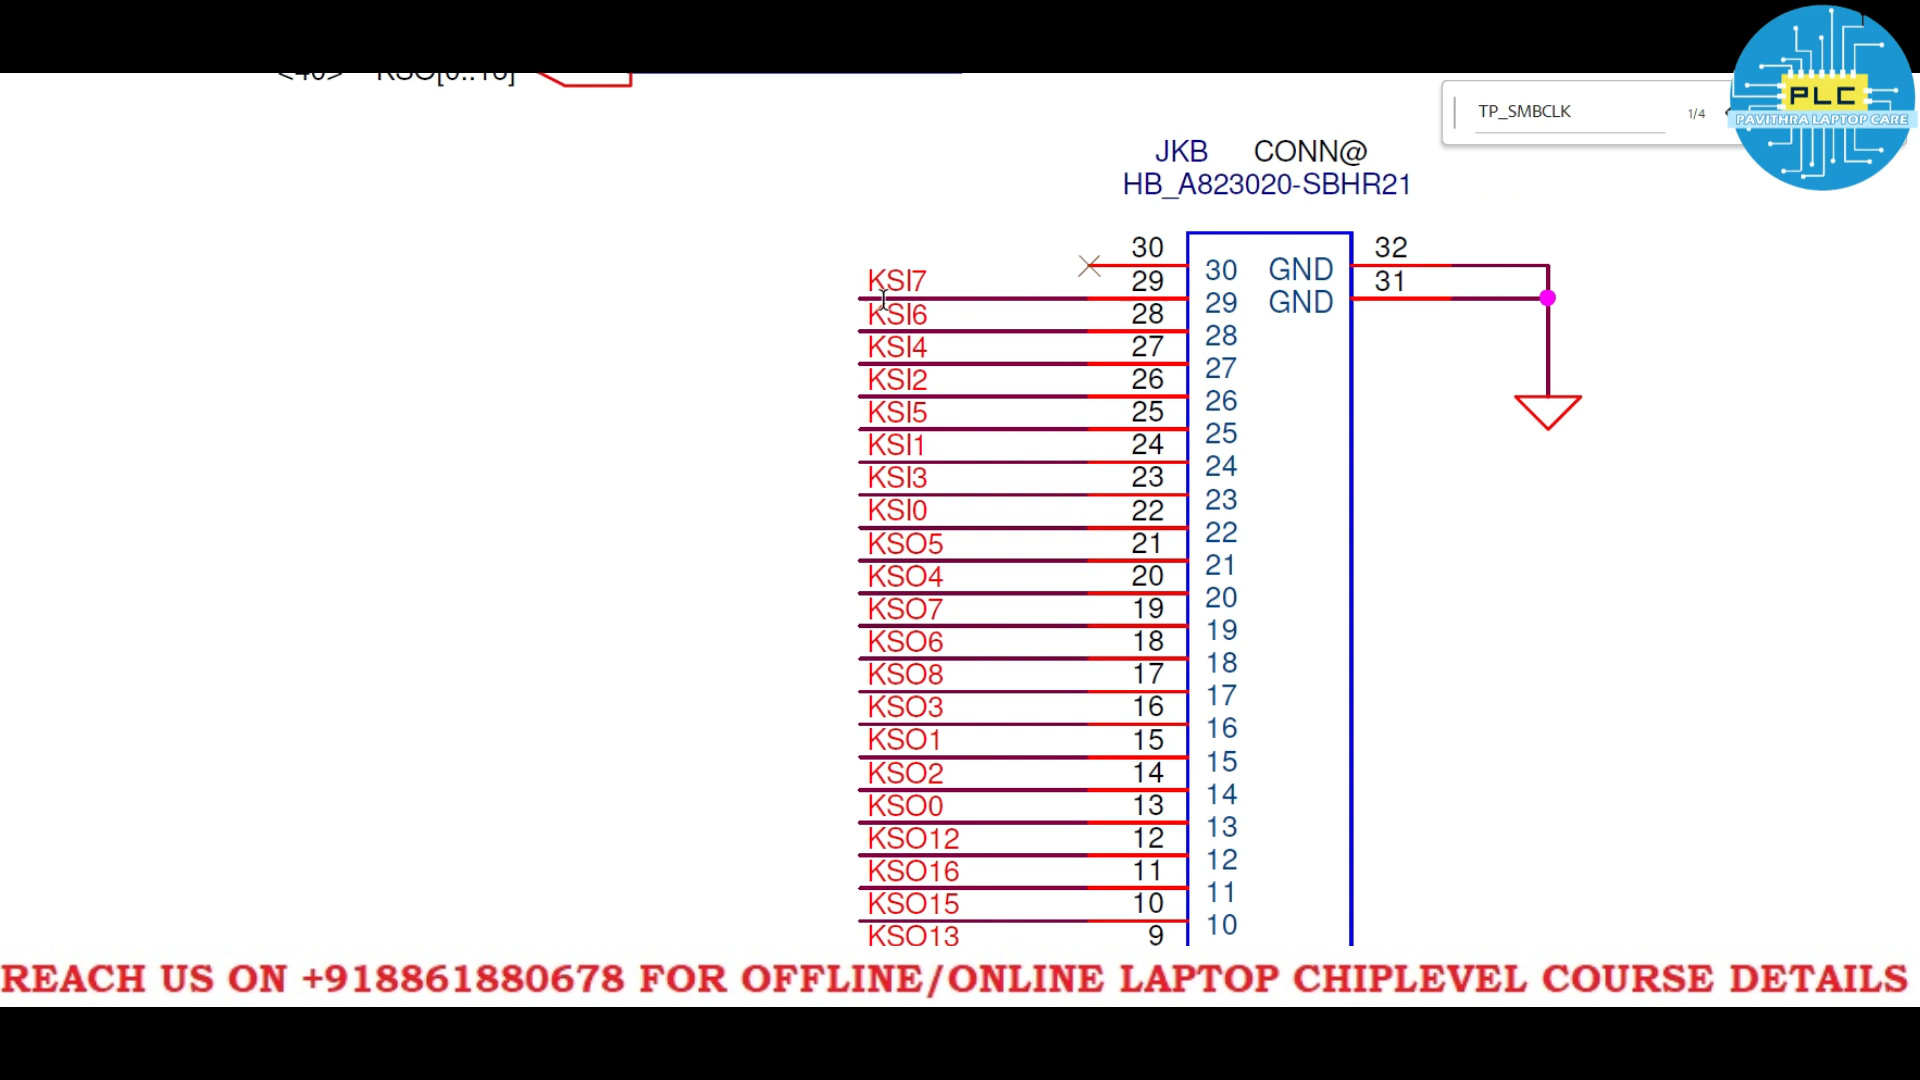 TP_SMBCLK 1/4
PLC
PAVITHRA LAPTOP CARE
JKB CONN@
HB_A823020-SBHR21
30 30 GND 32
KSI7 29 29 GND 31
KSI6 28 28
KSI4 27 27
KSI2 26 26
KSI5 25 25
KSI1 24 24
KSI3 23 23
KSI0 22 22
KSO5 21 21
KSO4 20 20
KSO7 19 19
KSO6 18 18
KSO8 17 17
KSO3 16 16
KSO1 15 15
KSO2 14 14
KSO0 13 13
KSO12 12 12
KSO16 11 11
KSO15 10 10
KSO13 9
REACH US ON +918861880678 FOR OFFLINE/ONLINE LAPTOP CHIPLEVEL COURSE DETAILS